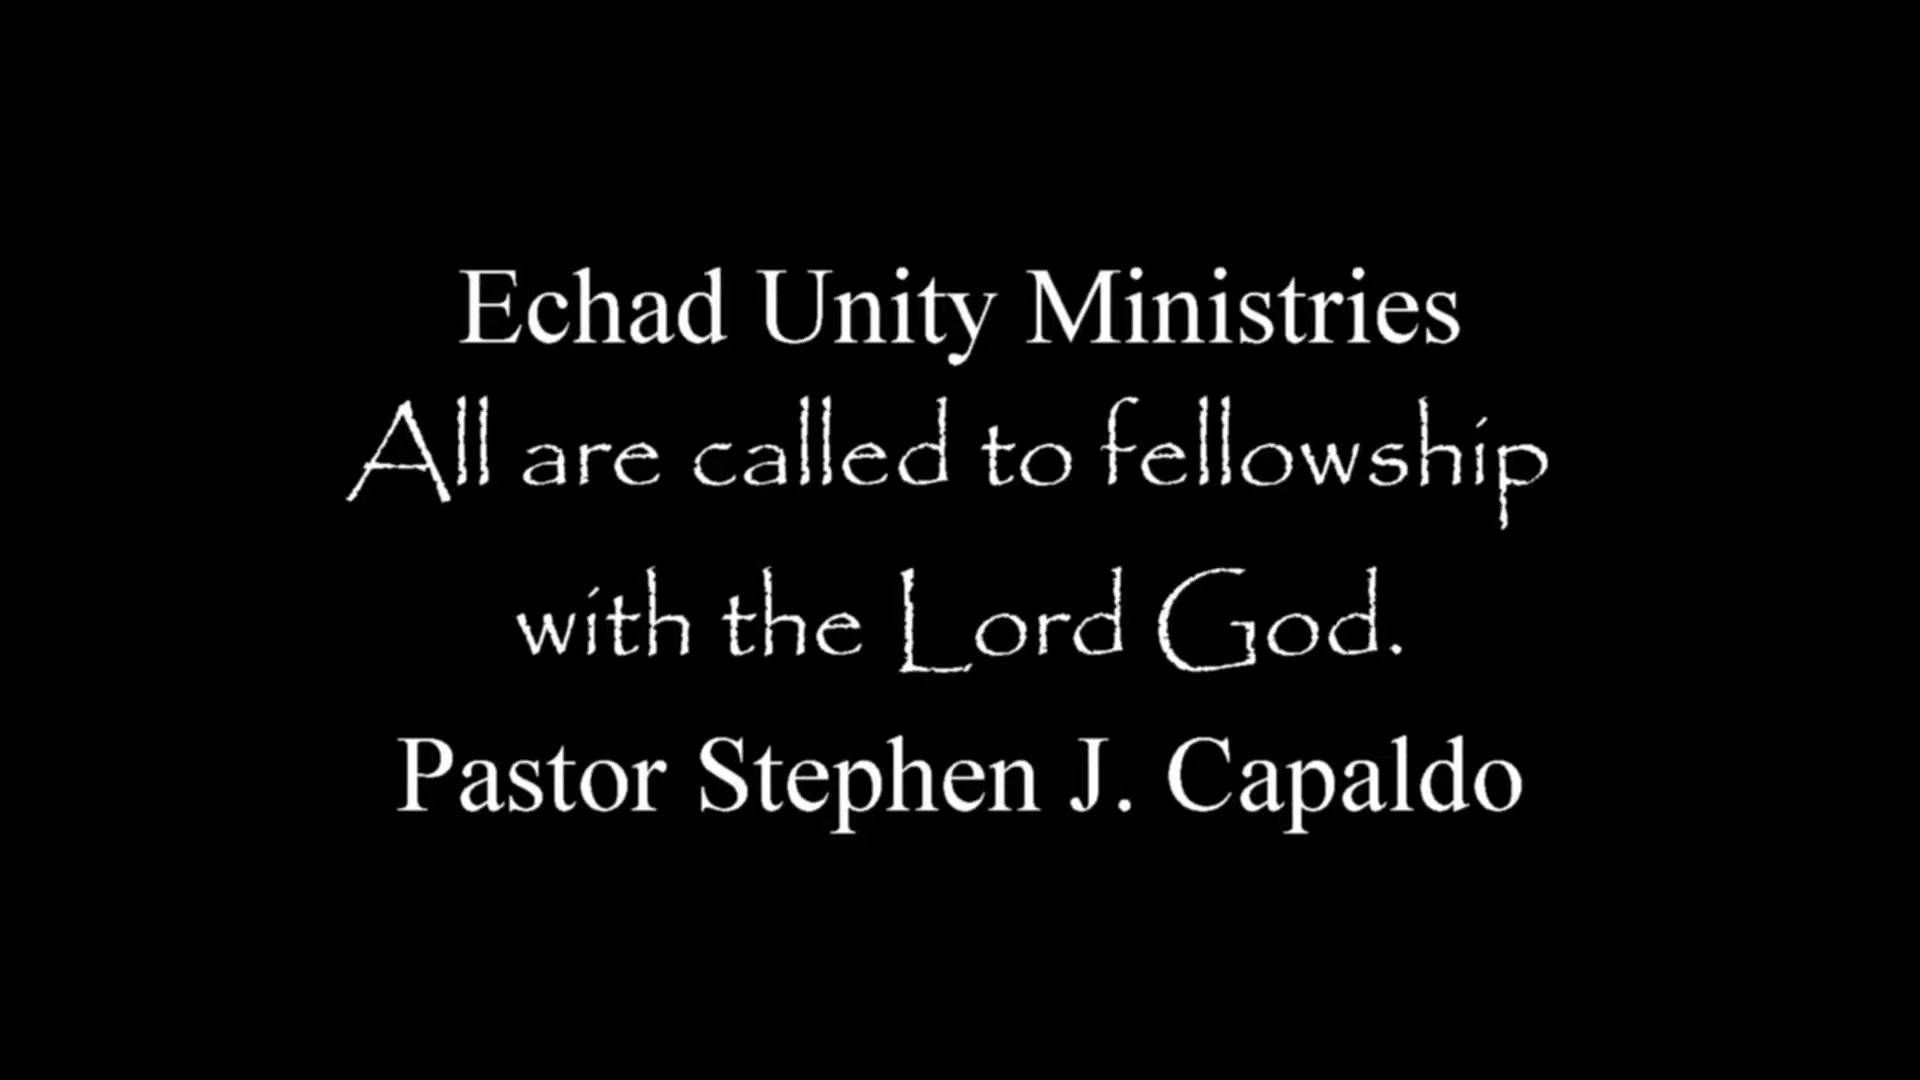 Echad Unity Ministries
All are called to fellowship
with the Lord God.
Pastor Stephen J. Capaldo